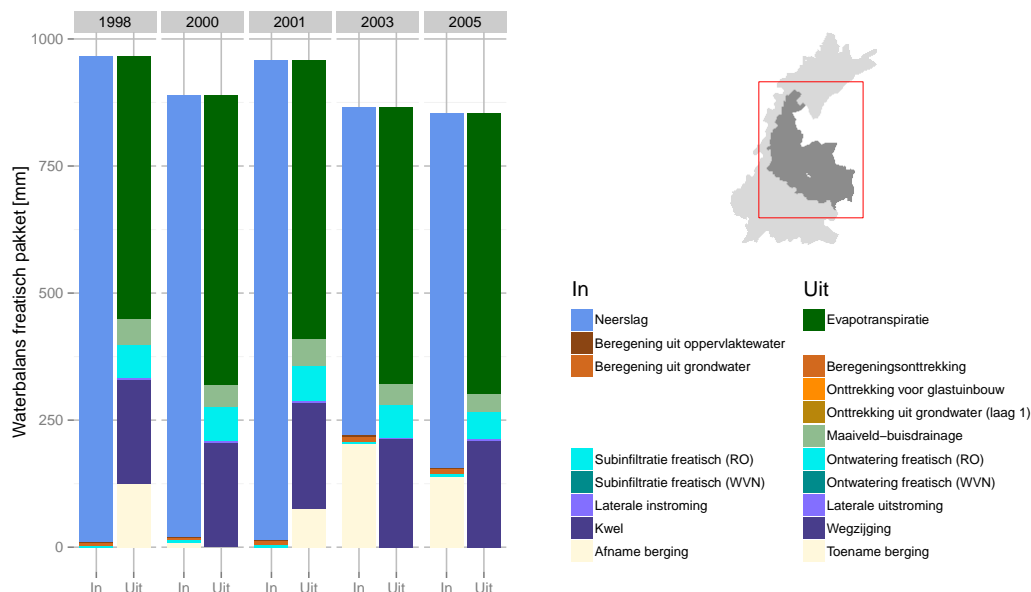 1998 2000 2001 2003 2005
1000
750
500
250
0
Waterbalans freatisch pakket [mm]
In Uit In Uit In Uit In Uit In Uit
In
Neerslag
Beregening uit oppervlaktewater
Beregening uit grondwater
Subinfiltratie freatisch (RO)
Subinfiltratie freatisch (WVN)
Laterale instroming
Kwel
Afname berging
Uit
Evapotranspiratie
Beregeningsonttrekking
Onttrekking voor glastuinbouw
Onttrekking uit grondwater (laag 1)
Maaiveld−buisdrainage
Ontwatering freatisch (RO)
Ontwatering freatisch (WVN)
Laterale uitstroming
Wegzijging
Toename berging